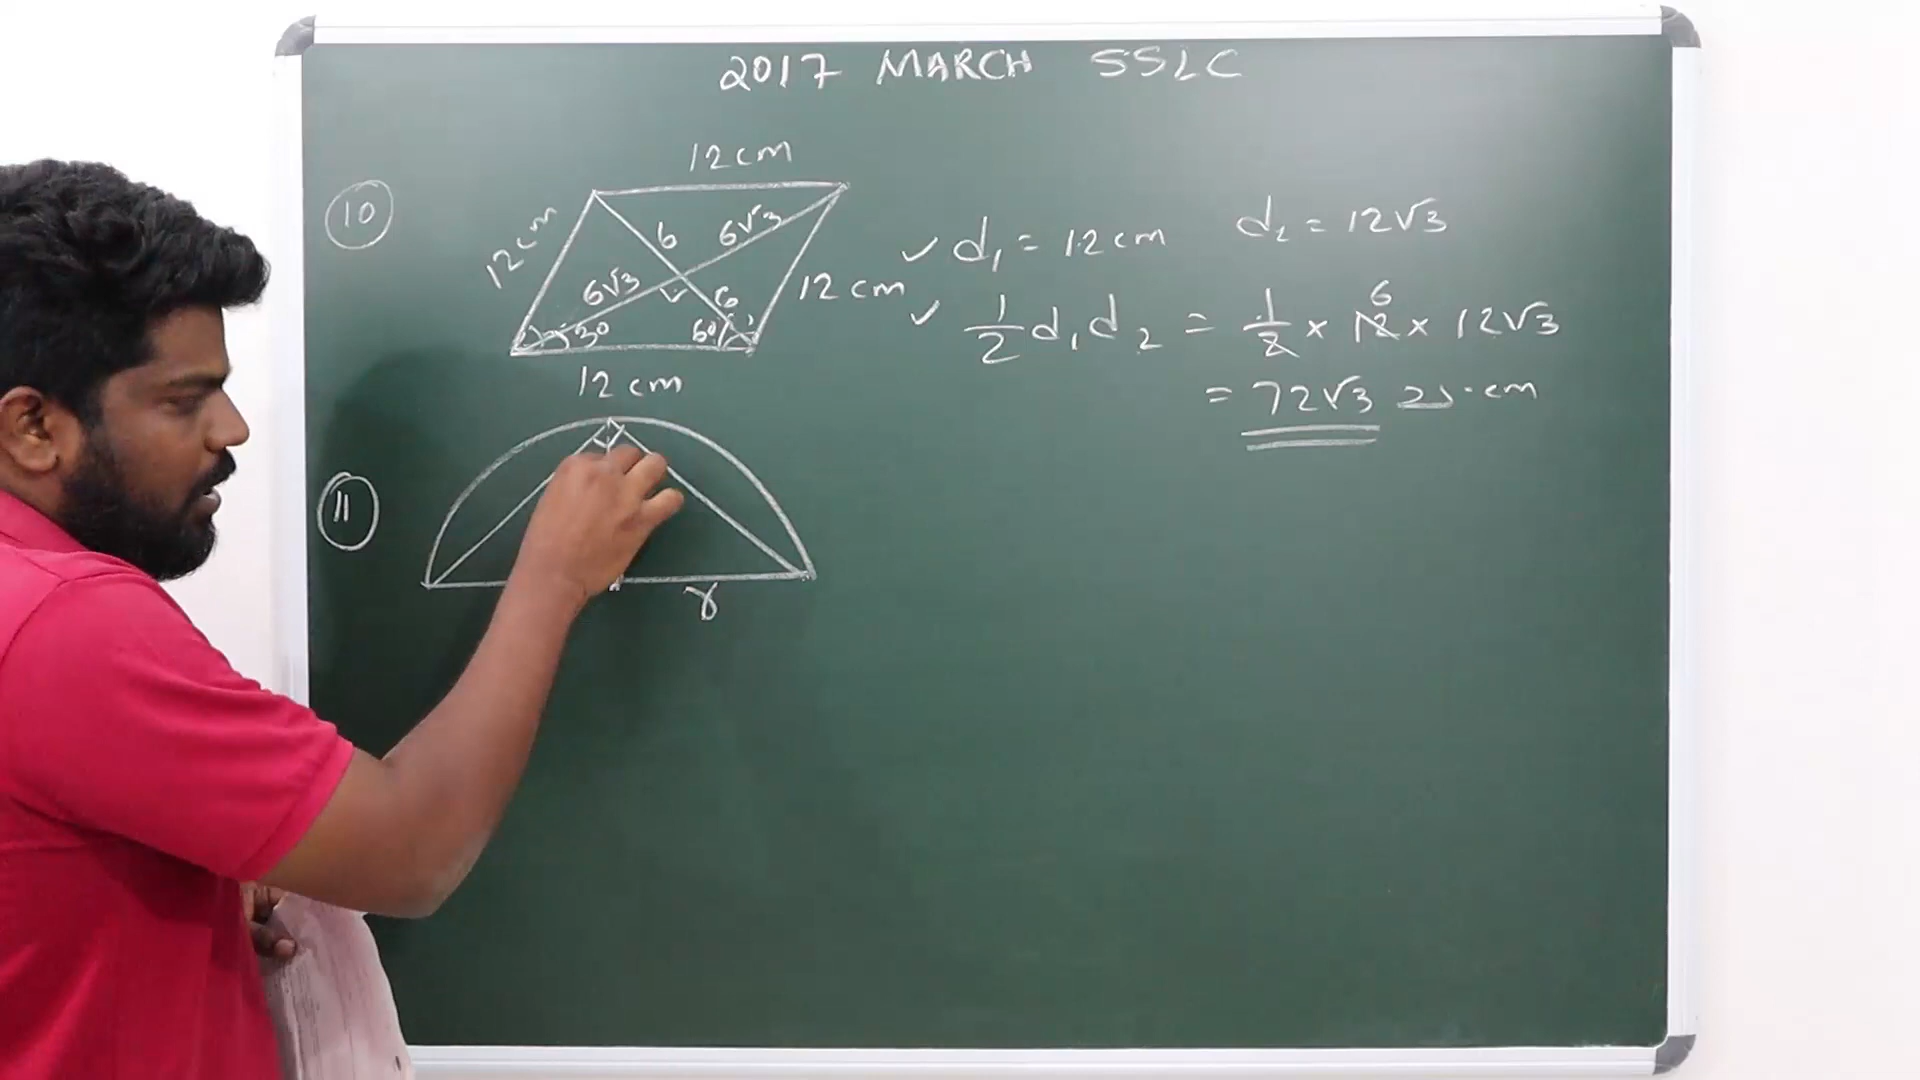 2017 MARCH SSLC
10
12 cm
12 cm
6
6√3
6√3
6
12 cm
30
60
12 cm
d₁ = 12 cm
d₂ = 12√3
½ d₁ d₂ = ½ × 12 × 12√3
6
= 72√3 ച. cm
11
r